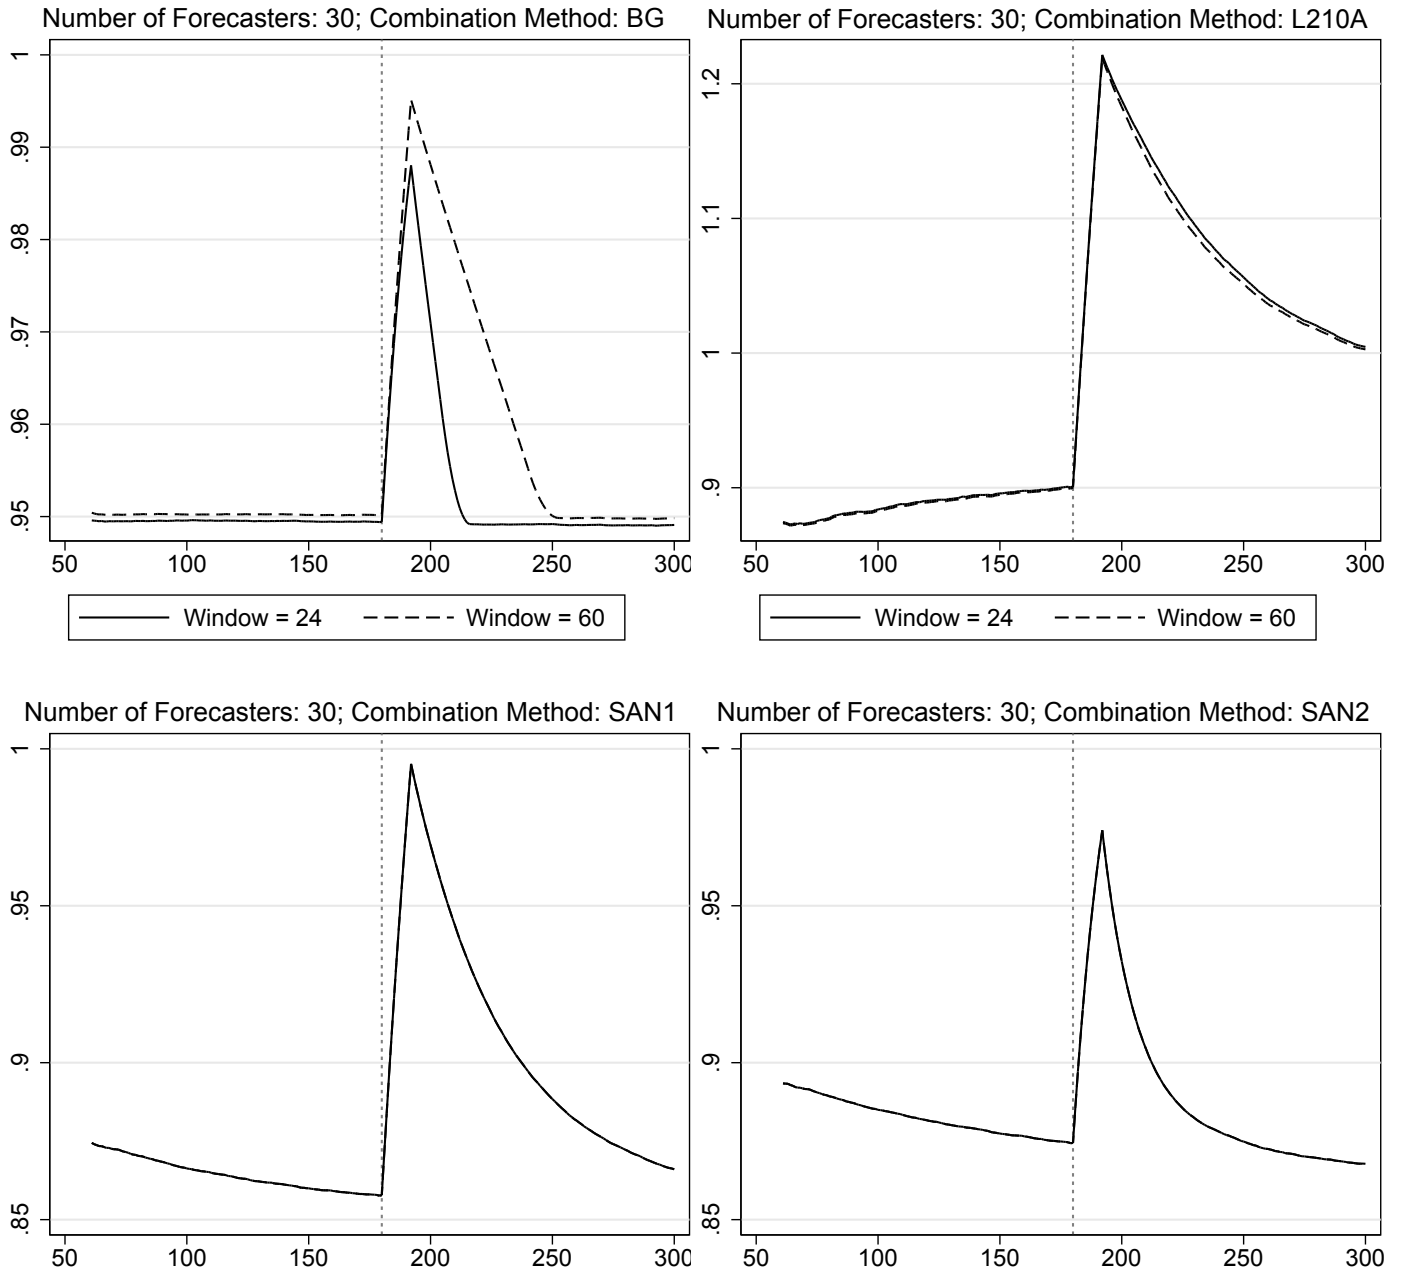 Number of Forecasters: 30; Combination Method: BG
1
.99
.98
.97
.96
.95
50 100 150 200 250 300
Window = 24 Window = 60
Number of Forecasters: 30; Combination Method: L210A
1.2
1.1
1
.9
50 100 150 200 250 300
Window = 24 Window = 60
Number of Forecasters: 30; Combination Method: SAN1
1
.95
.9
.85
50 100 150 200 250 300
Number of Forecasters: 30; Combination Method: SAN2
1
.95
.9
.85
50 100 150 200 250 300